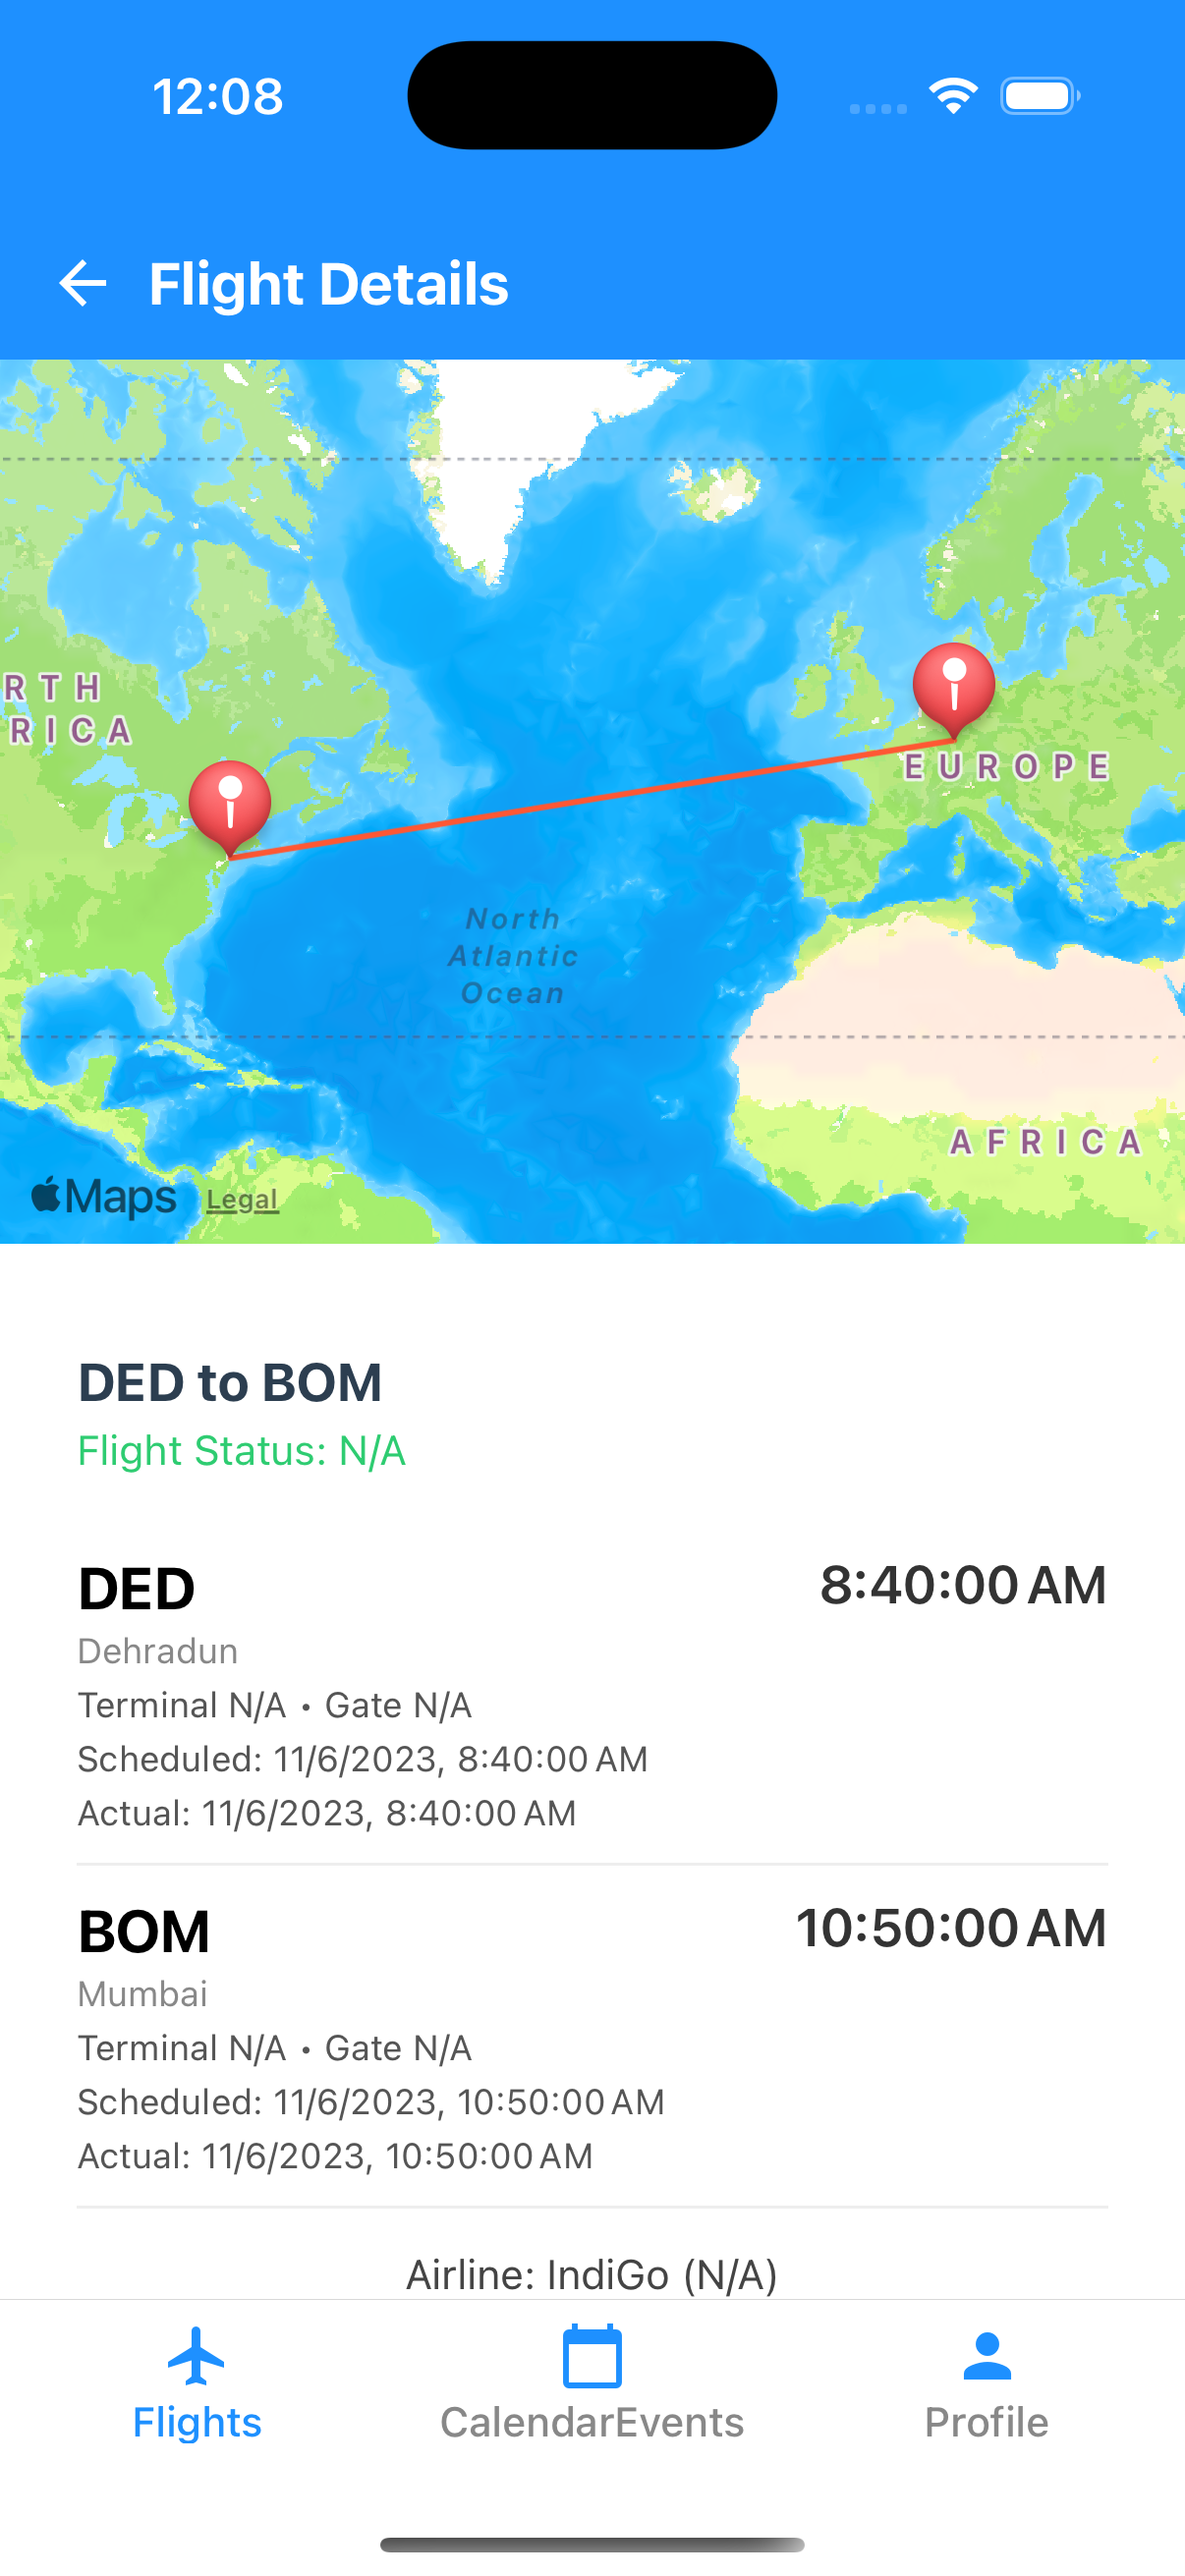 12:08
Flight Details
RTH
RICA
EUROPE
North
Atlantic
Ocean
AFRICA
Maps Legal
DED to BOM
Flight Status: N/A
DED 8:40:00 AM
Dehradun
Terminal N/A • Gate N/A
Scheduled: 11/6/2023, 8:40:00 AM
Actual: 11/6/2023, 8:40:00 AM
BOM 10:50:00 AM
Mumbai
Terminal N/A • Gate N/A
Scheduled: 11/6/2023, 10:50:00 AM
Actual: 11/6/2023, 10:50:00 AM
Airline: IndiGo (N/A)
Flights CalendarEvents Profile